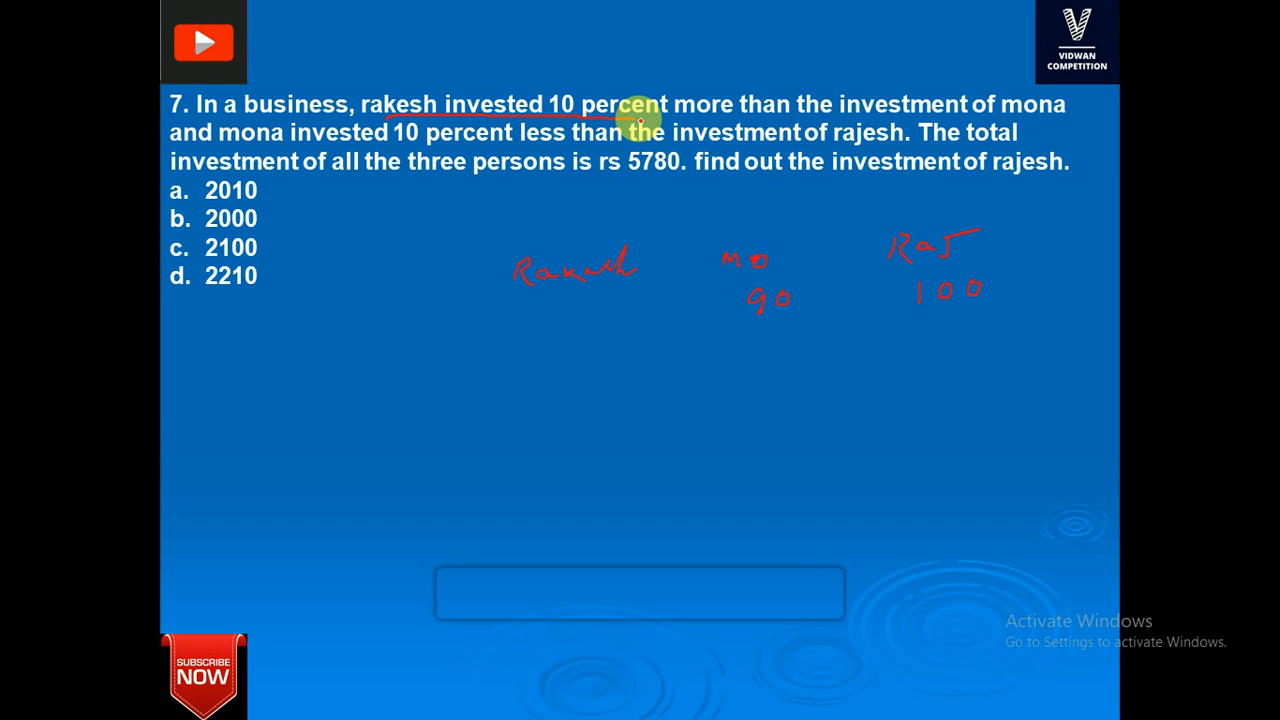 VIDWAN
COMPETITION
7. In a business, rakesh invested 10 percent more than the investment of mona
and mona invested 10 percent less than the investment of rajesh. The total
investment of all the three persons is rs 5780. find out the investment of rajesh.
a. 2010
b. 2000
c. 2100
d. 2210
Rakesh Mo Raj
90 100
Activate Windows
Go to Settings to activate Windows.
SUBSCRIBE
NOW